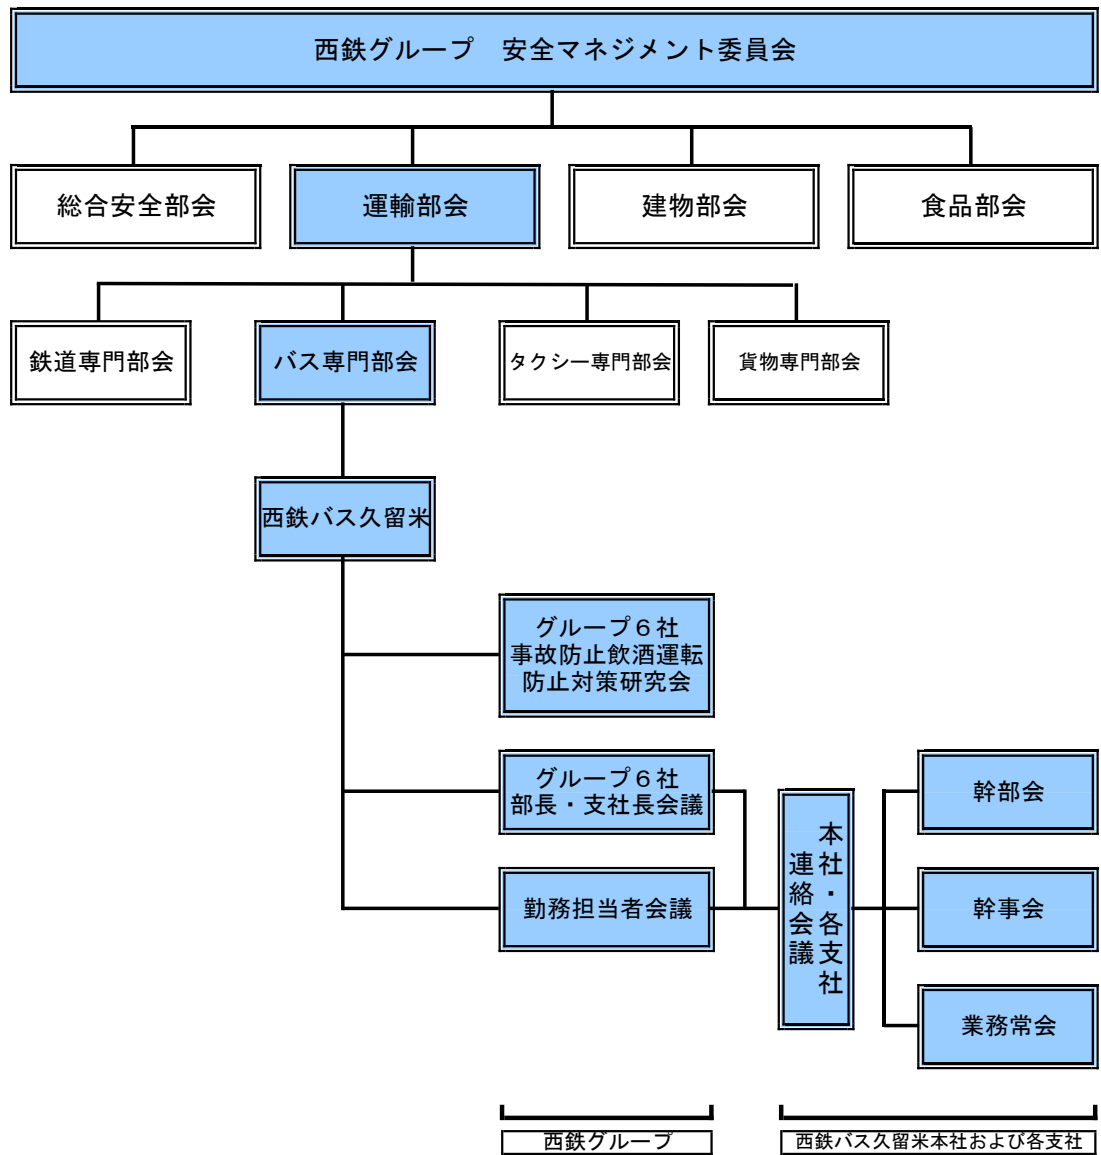 西鉄グループ　安全マネジメント委員会
総合安全部会
運輸部会
建物部会
食品部会
鉄道専門部会
バス専門部会
タクシー専門部会
貨物専門部会
西鉄バス久留米
グループ６社
事故防止飲酒運転
防止対策研究会
グループ６社
部長・支社長会議
勤務担当者会議
本社・各支社
連絡会議
幹部会
幹事会
業務常会
西鉄グループ
西鉄バス久留米本社および各支社